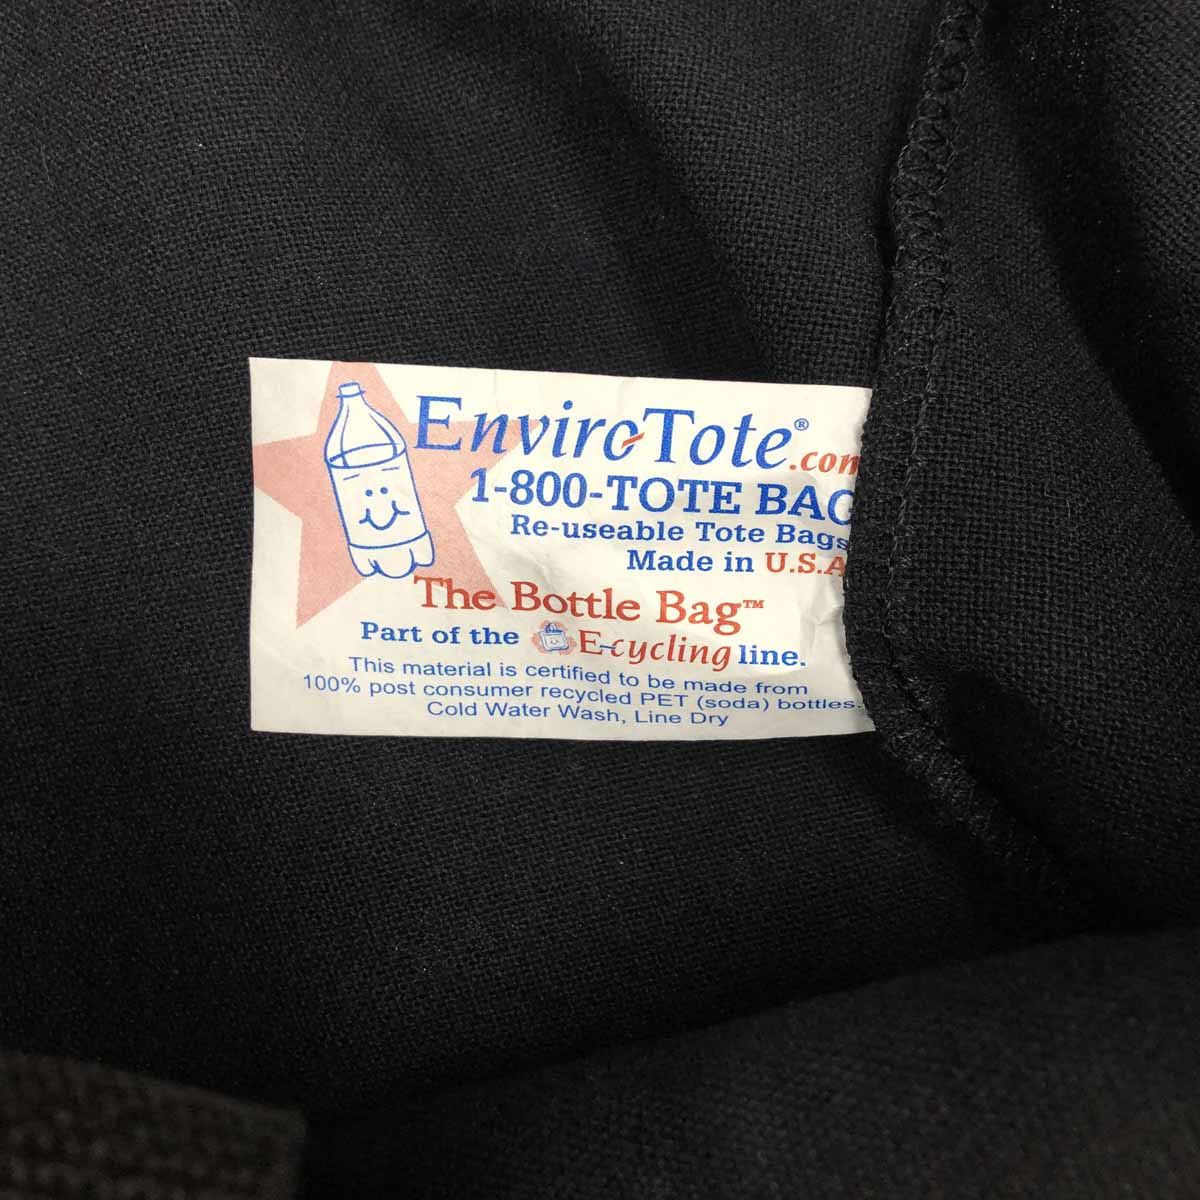 Enviro-Tote®.com
1-800-TOTE BAG
Re-useable Tote Bags
Made in U.S.A
The Bottle Bag™
Part of the E-cycling line.
This material is certified to be made from
100% post consumer recycled PET (soda) bottles.
Cold Water Wash, Line Dry